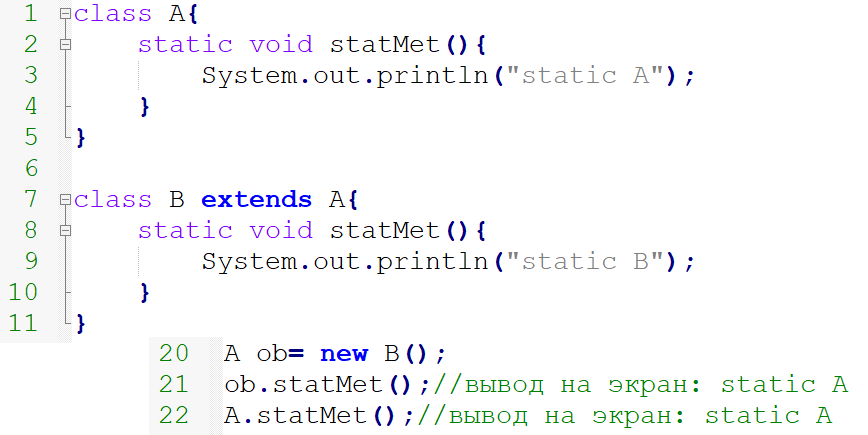 1 class A{
2 static void statMet(){
3 System.out.println("static A");
4 }
5 }
6
7 class B extends A{
8 static void statMet(){
9 System.out.println("static B");
10 }
11 }
20 A ob= new B();
21 ob.statMet();//вывод на экран: static A
22 A.statMet();//вывод на экран: static A